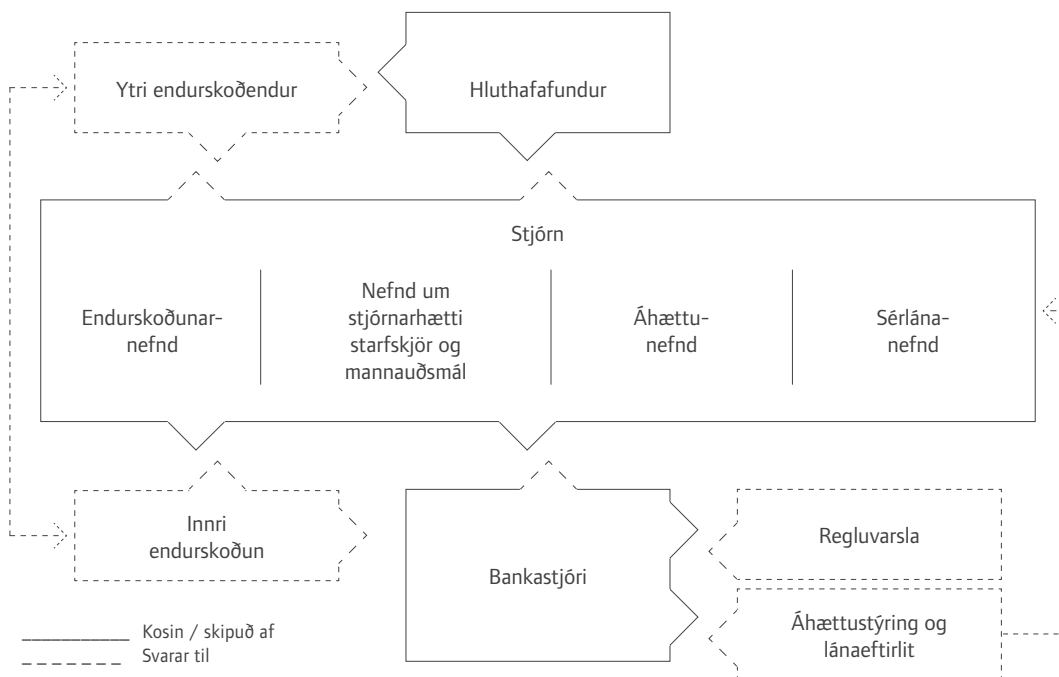 Ytri endurskoðendur
Hluthafafundur
Stjórn
Endurskoðunar-
nefnd
Nefnd um
stjórnarhætti
starfskjör og
mannauðsmál
Áhættu-
nefnd
Sérlána-
nefnd
Innri
endurskoðun
Bankastjóri
Regluvarsla
Áhættustýring og
lánaeftirlit
Kosin / skipuð af
Svarar til